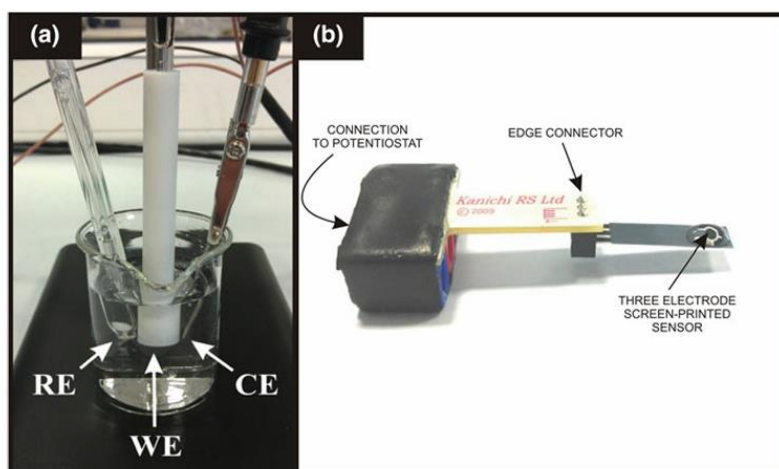 (a)
RE
WE
CE
(b)
CONNECTION
TO POTENTIOSTAT
EDGE CONNECTOR
Kanichi RS Ltd
© 2009
THREE ELECTRODE
SCREEN-PRINTED
SENSOR